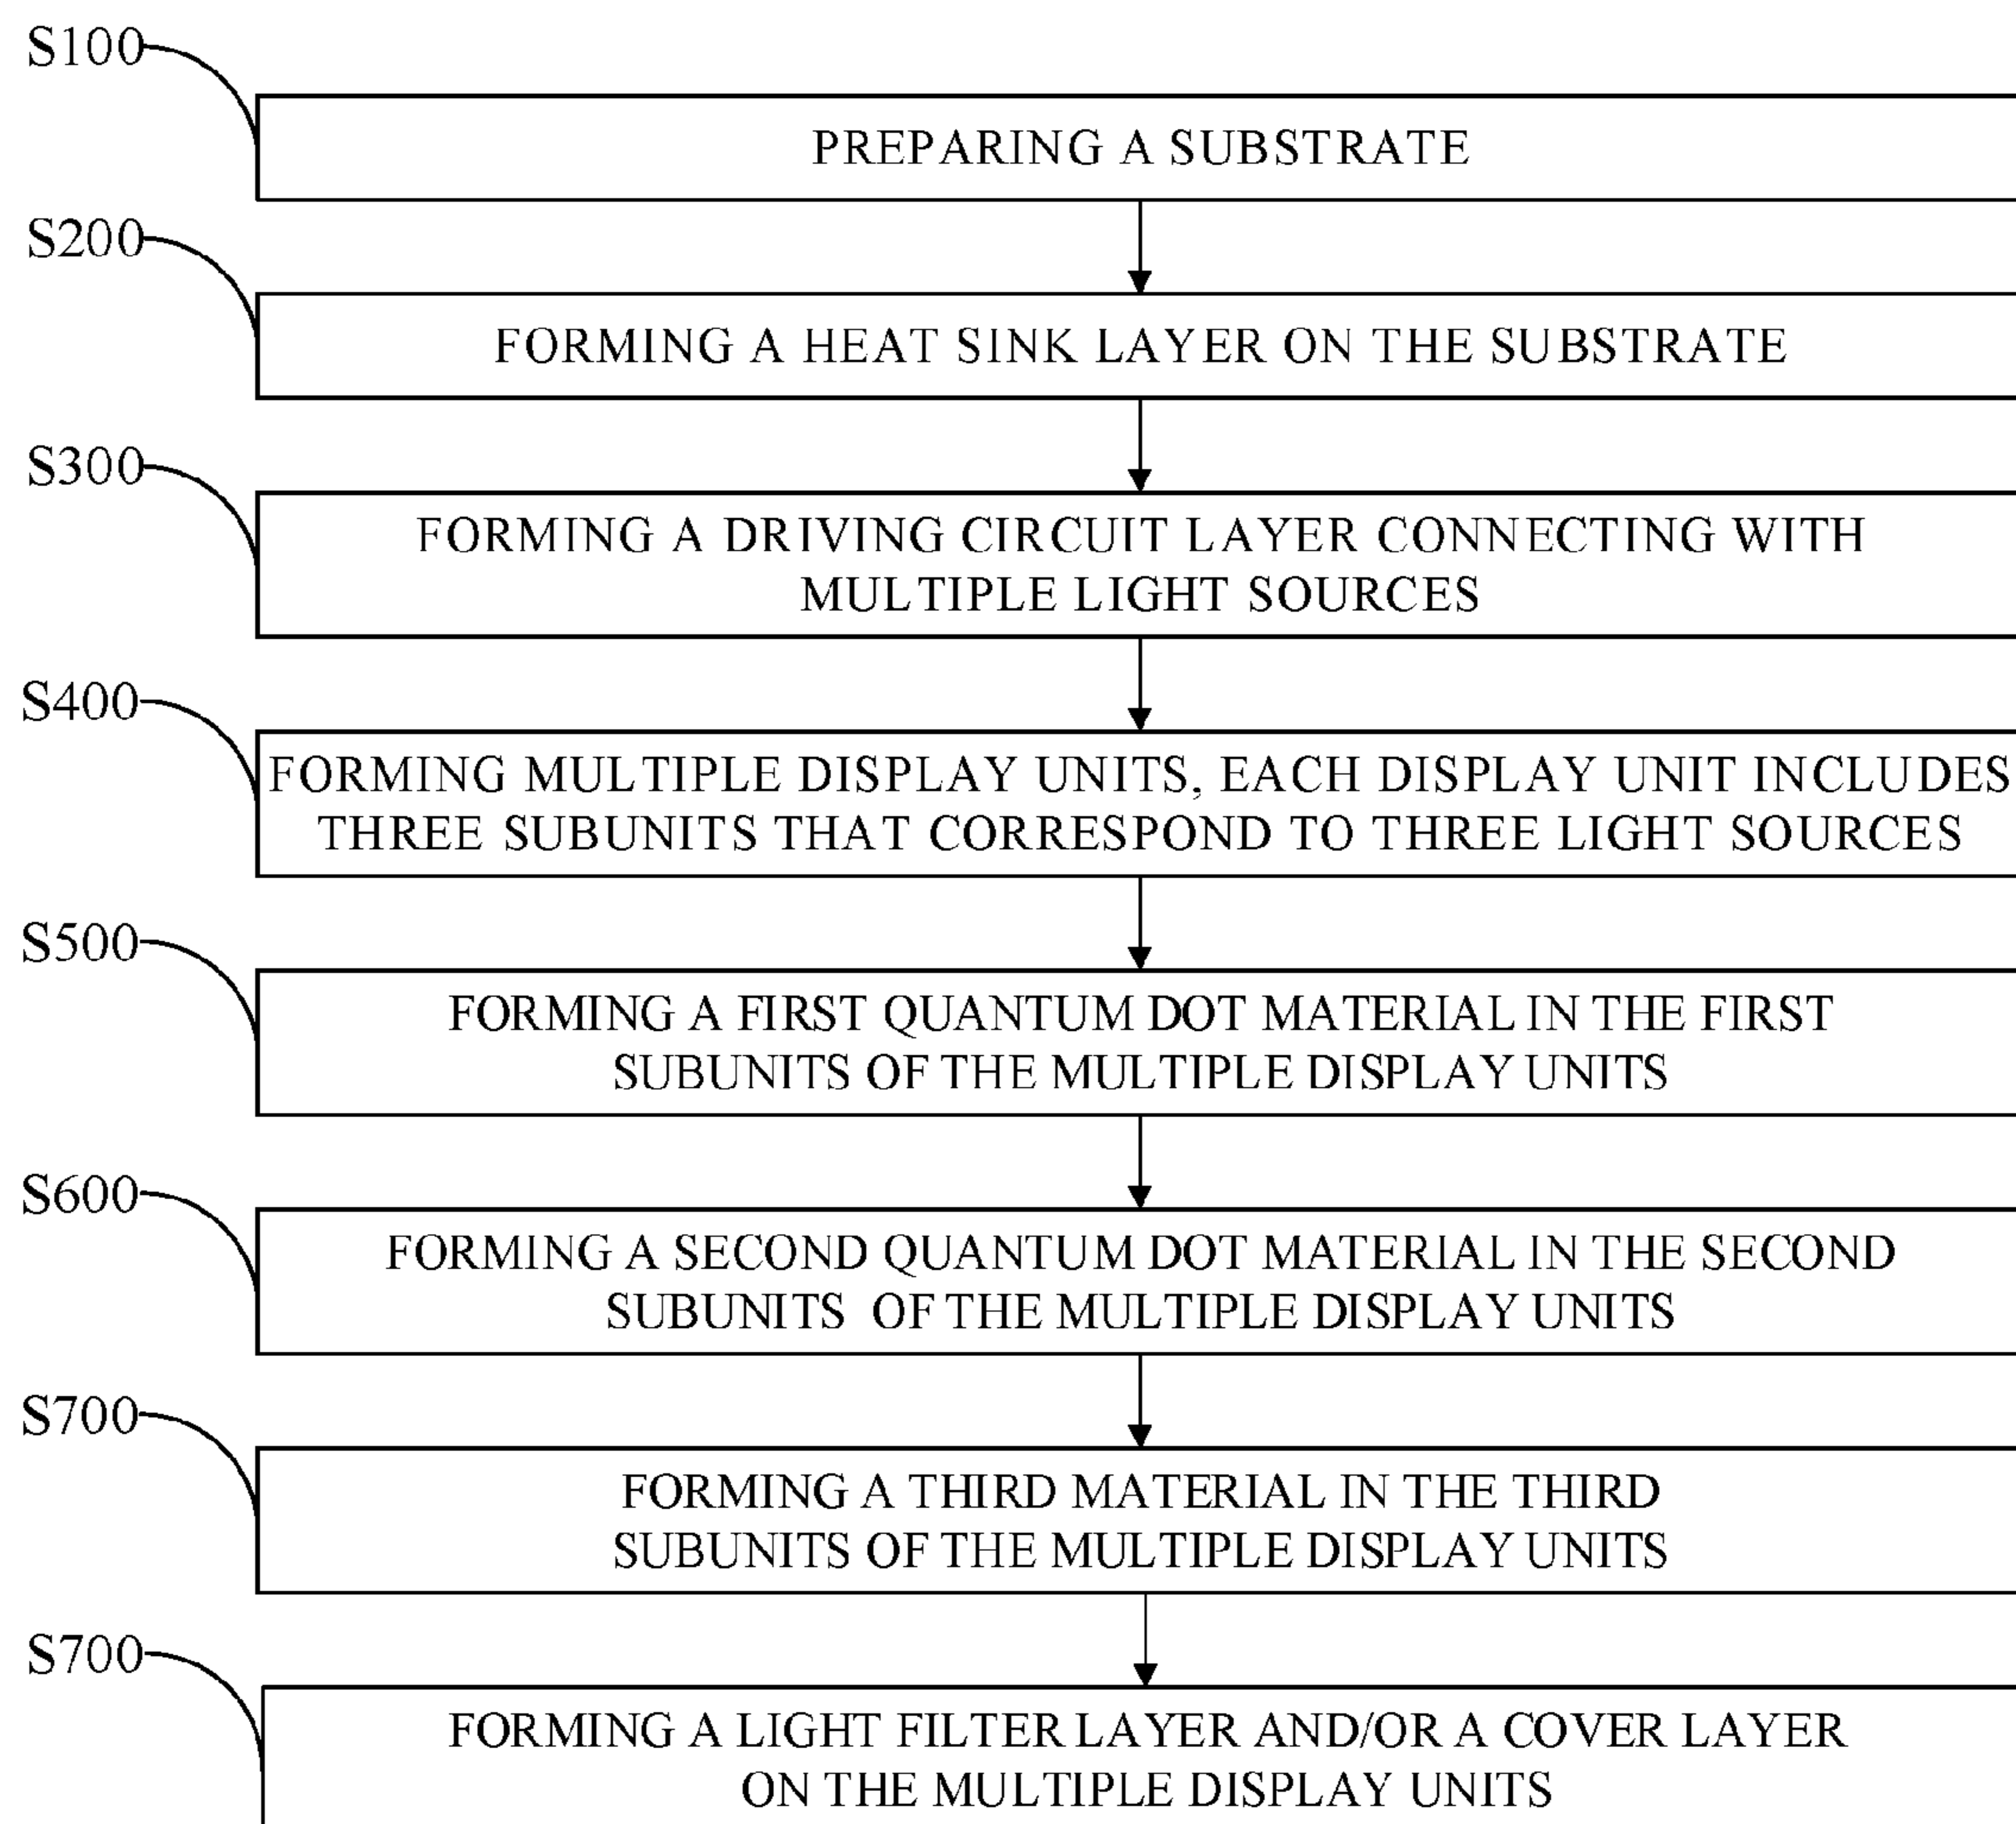 S100
PREPARING A SUBSTRATE
S200
FORMING A HEAT SINK LAYER ON THE SUBSTRATE
S300
FORMING A DRIVING CIRCUIT LAYER CONNECTING WITH
MULTIPLE LIGHT SOURCES
S400
FORMING MULTIPLE DISPLAY UNITS, EACH DISPLAY UNIT INCLUDES
THREE SUBUNITS THAT CORRESPOND TO THREE LIGHT SOURCES
S500
FORMING A FIRST QUANTUM DOT MATERIAL IN THE FIRST
SUBUNITS OF THE MULTIPLE DISPLAY UNITS
S600
FORMING A SECOND QUANTUM DOT MATERIAL IN THE SECOND
SUBUNITS OF THE MULTIPLE DISPLAY UNITS
S700
FORMING A THIRD MATERIAL IN THE THIRD
SUBUNITS OF THE MULTIPLE DISPLAY UNITS
S700
FORMING A LIGHT FILTER LAYER AND/OR A COVER LAYER
ON THE MULTIPLE DISPLAY UNITS